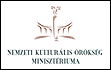 NEMZETI KULTURÁLIS ÖRÖKSÉG
MINISZTÉRIUMA